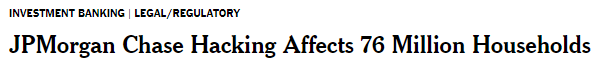 INVESTMENT BANKING | LEGAL/REGULATORY
JPMorgan Chase Hacking Affects 76 Million Households